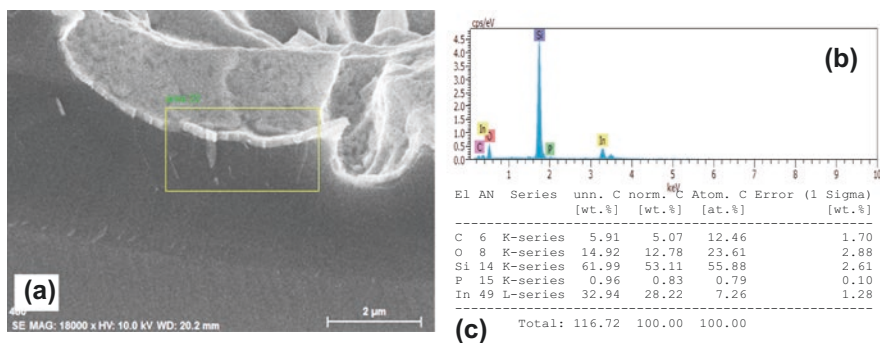 (a)
SE MAG: 18000 x HV: 10.0 kV WD: 20.2 mm
2 µm
cps/eV
4.5
4.0
3.5
3.0
2.5
2.0
1.5
1.0
0.5
0.0
Si
In
C
P
In
0 2 4 6 8 10
keV
(b)
El AN Series unn. C norm. C Atom. C Error (1 Sigma)
[wt.%] [wt.%] [at.%] [wt.%]
C 6 K-series 5.91 5.07 12.46 1.70
O 8 K-series 14.92 12.78 23.61 2.88
Si 14 K-series 61.99 53.11 55.88 2.61
P 15 K-series 0.96 0.83 0.79 0.10
In 49 L-series 32.94 28.22 7.26 1.28
Total: 116.72 100.00 100.00
(c)